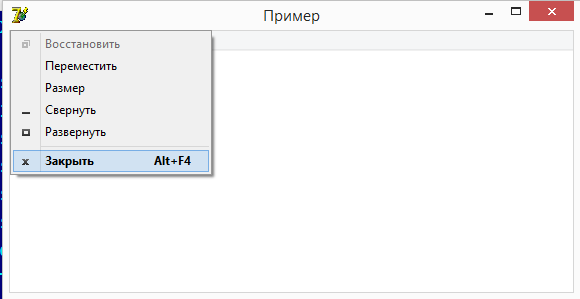 Пример
Восстановить
Переместить
Размер
Свернуть
Развернуть
Закрыть Alt+F4